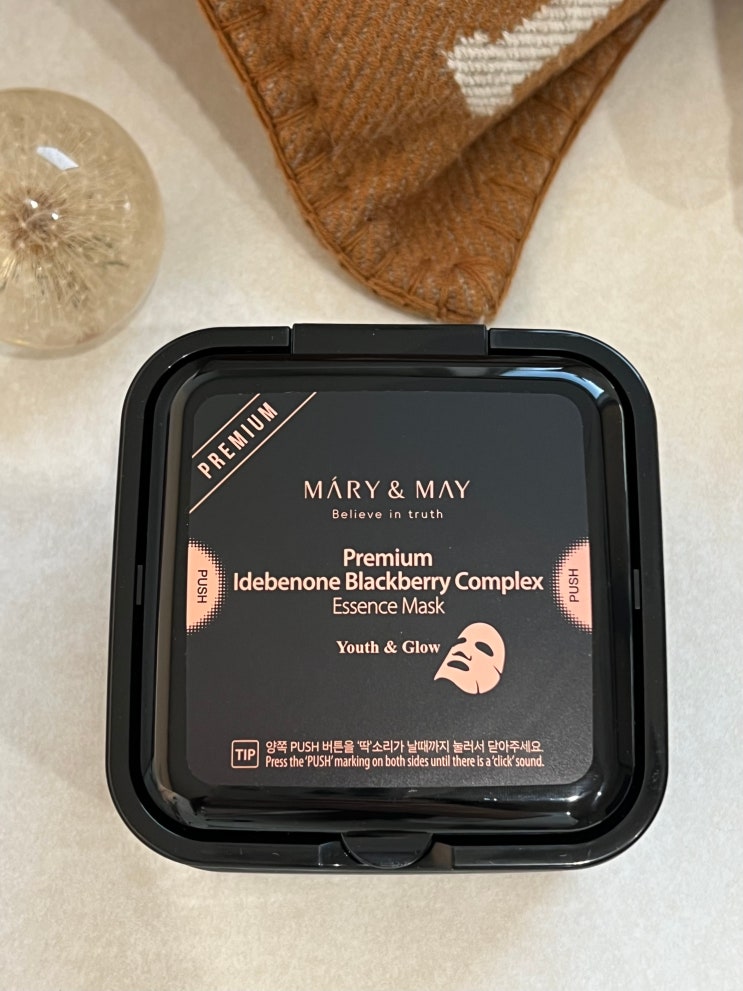 PREMIUM
MÁRY & MAY
Believe in truth
Premium
Idebenone Blackberry Complex
Essence Mask
PUSH
PUSH
Youth & Glow
TIP
양쪽 PUSH 버튼을 '딱'소리가 날때까지 눌러서 닫아주세요
Press the 'PUSH' marking on both sides until there is a 'click' sound.